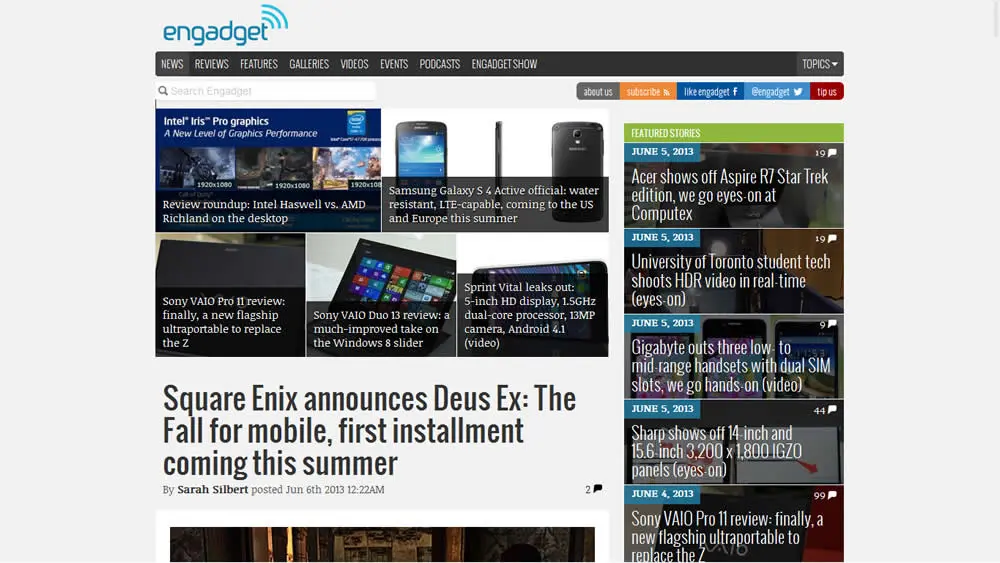 engadget
NEWS REVIEWS FEATURES GALLERIES VIDEOS EVENTS PODCASTS ENGADGET SHOW TOPICS
Search Engadget
about us subscribe like engadget f @engadget tip us
Intel® Iris™ Pro graphics
A New Level of Graphics Performance
1920x1080 1920x1080 1920x1080
Review roundup: Intel Haswell vs. AMD
Richland on the desktop
Samsung Galaxy S 4 Active official: water
resistant, LTE-capable, coming to the US
and Europe this summer
Sony VAIO Pro 11 review:
finally, a new flagship
ultraportable to replace
the Z
Sony VAIO Duo 13 review: a
much-improved take on
the Windows 8 slider
Sprint Vital leaks out:
5-inch HD display, 1.5GHz
dual-core processor, 13MP
camera, Android 4.1
(video)
Square Enix announces Deus Ex: The
Fall for mobile, first installment
coming this summer
By Sarah Silbert posted Jun 6th 2013 12:22AM
2
FEATURED STORIES
JUNE 5, 2013 19
Acer shows off Aspire R7 Star Trek
edition, we go eyes-on at
Computex
JUNE 5, 2013 19
University of Toronto student tech
shoots HDR video in real-time
(eyes-on)
JUNE 5, 2013 9
Gigabyte outs three low- to
mid-range handsets with dual SIM
slots, we go hands-on (video)
JUNE 5, 2013 44
Sharp shows off 14-inch and
15.6-inch 3,200 x 1,800 IGZO
panels (eyes-on)
JUNE 4, 2013 99
Sony VAIO Pro 11 review: finally, a
new flagship ultraportable to
replace the Z